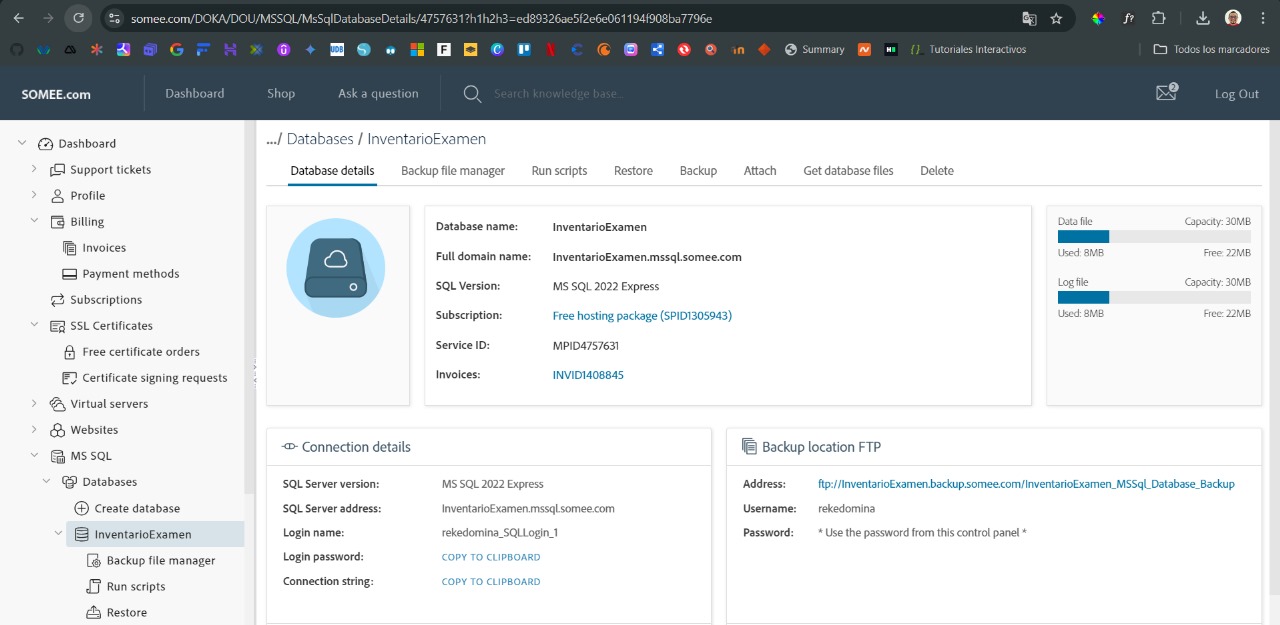 somee.com/DOKA/DOU/MSSQL/MsSqlDatabaseDetails/4757631?h1h2h3=ed89326ae5f2e6e061194f908ba7796e
Summary
Tutoriales Interactivos
Todos los marcadores
SOMEE.com
Dashboard
Shop
Ask a question
Search knowledge base...
2
Log Out
Dashboard
Support tickets
Profile
Billing
Invoices
Payment methods
Subscriptions
SSL Certificates
Free certificate orders
Certificate signing requests
Virtual servers
Websites
MS SQL
Databases
Create database
InventarioExamen
Backup file manager
Run scripts
Restore
.../ Databases / InventarioExamen
Database details
Backup file manager
Run scripts
Restore
Backup
Attach
Get database files
Delete
Database name: InventarioExamen
Full domain name: InventarioExamen.mssql.somee.com
SQL Version: MS SQL 2022 Express
Subscription: Free hosting package (SPID1305943)
Service ID: MPID4757631
Invoices: INVID1408845
Data file Capacity: 30MB
Used: 8MB Free: 22MB
Log file Capacity: 30MB
Used: 8MB Free: 22MB
Connection details
SQL Server version: MS SQL 2022 Express
SQL Server address: InventarioExamen.mssql.somee.com
Login name: rekedomina_SQLLogin_1
Login password: COPY TO CLIPBOARD
Connection string: COPY TO CLIPBOARD
Backup location FTP
Address: ftp://InventarioExamen.backup.somee.com/InventarioExamen_MSSql_Database_Backup
Username: rekedomina
Password: * Use the password from this control panel *